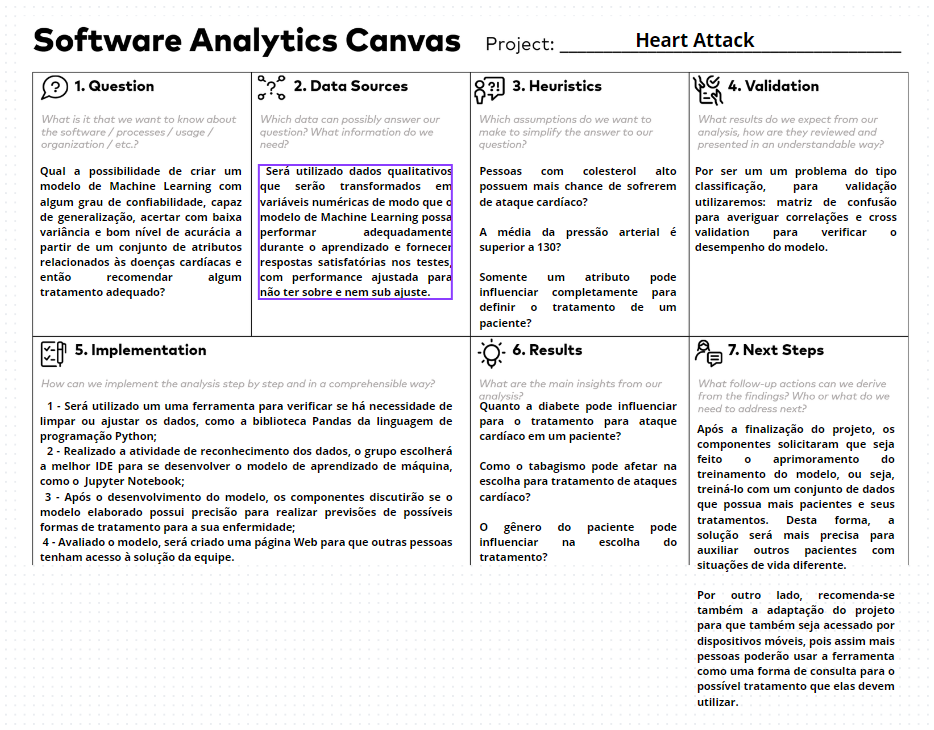 Software Analytics Canvas
Project: Heart Attack
1. Question
What is it that we want to know about
the software / processes / usage /
organization / etc.?
Qual a possibilidade de criar um
modelo de Machine Learning com
algum grau de confiabilidade, capaz
de generalização, acertar com baixa
variância e bom nível de acurácia a
partir de um conjunto de atributos
relacionados às doenças cardíacas e
então recomendar algum
tratamento adequado?
2. Data Sources
Which data can possibly answer our
question? What information do we
need?
Será utilizado dados qualitativos
que serão transformados em
variáveis numéricas de modo que o
modelo de Machine Learning possa
performar adequadamente
durante o aprendizado e fornecer
respostas satisfatórias nos testes,
com performance ajustada para
não ter sobre e nem sub ajuste.
3. Heuristics
Which assumptions do we want to
make to simplify the answer to our
question?
Pessoas com colesterol alto
possuem mais chance de sofrerem
de ataque cardíaco?
A média da pressão arterial é
superior a 130?
Somente um atributo pode
influenciar completamente para
definir o tratamento de um
paciente?
4. Validation
What results do we expect from our
analysis, how are they reviewed and
presented in an understandable way?
Por ser um um problema do tipo
classificação, para validação
utilizaremos: matriz de confusão
para averiguar correlações e cross
validation para verificar o
desempenho do modelo.
5. Implementation
How can we implement the analysis step by step and in a comprehensible way?
1 - Será utilizado um uma ferramenta para verificar se há necessidade de
limpar ou ajustar os dados, como a biblioteca Pandas da linguagem de
programação Python;
2 - Realizado a atividade de reconhecimento dos dados, o grupo escolherá
a melhor IDE para se desenvolver o modelo de aprendizado de máquina,
como o Jupyter Notebook;
3 - Após o desenvolvimento do modelo, os componentes discutirão se o
modelo elaborado possui precisão para realizar previsões de possíveis
formas de tratamento para a sua enfermidade;
4 - Avaliado o modelo, será criado uma página Web para que outras pessoas
tenham acesso à solução da equipe.
6. Results
What are the main insights from our
analysis?
Quanto a diabete pode influenciar
para o tratamento para ataque
cardíaco em um paciente?
Como o tabagismo pode afetar na
escolha para tratamento de ataques
cardíaco?
O gênero do paciente pode
influenciar na escolha do
tratamento?
7. Next Steps
What follow-up actions can we derive
from the findings? Who or what do we
need to address next?
Após a finalização do projeto, os
componentes solicitaram que seja
feito o aprimoramento do
treinamento do modelo, ou seja,
treiná-lo com um conjunto de dados
que possua mais pacientes e seus
tratamentos. Desta forma, a
solução será mais precisa para
auxiliar outros pacientes com
situações de vida diferente.
Por outro lado, recomenda-se
também a adaptação do projeto
para que também seja acessado por
dispositivos móveis, pois assim mais
pessoas poderão usar a ferramenta
como uma forma de consulta para o
possível tratamento que elas devem
utilizar.